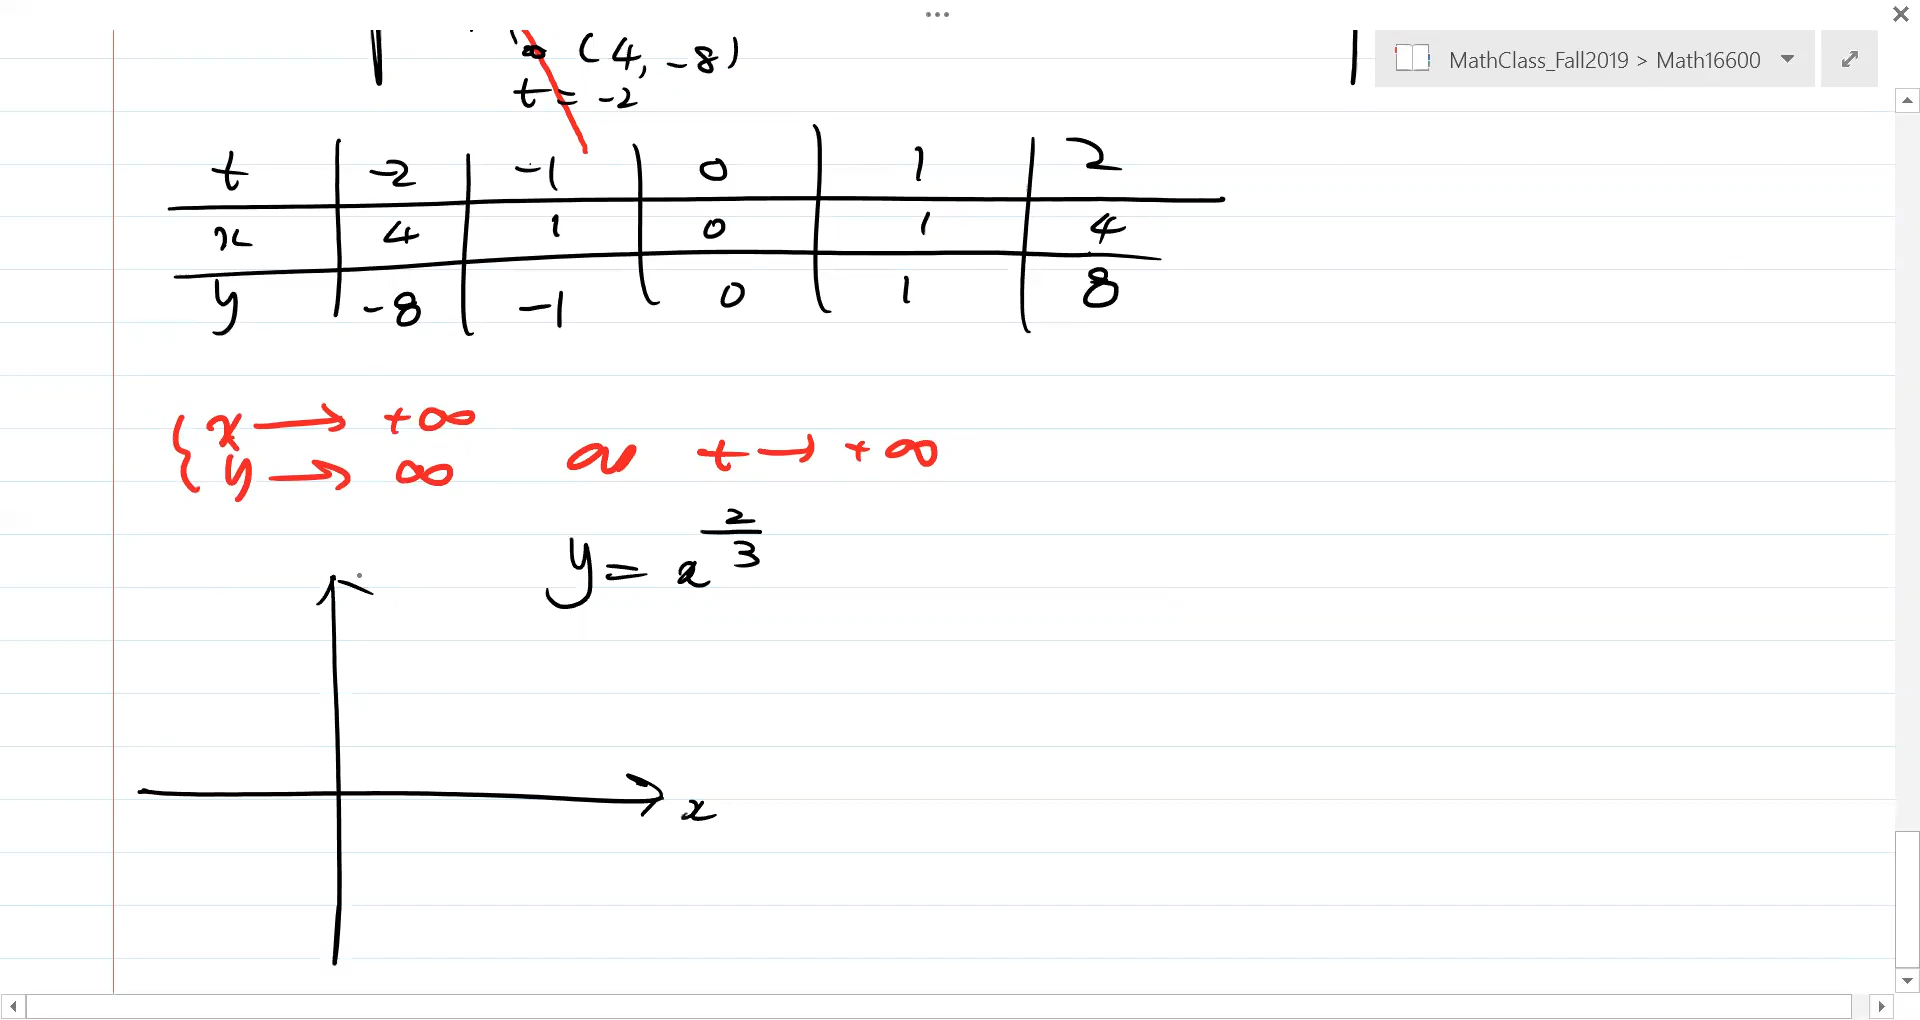 (4, -8)
MathClass_Fall2019 > Math16600
t = -2
t -2 -1 0 1 2
x 4 1 0 1 4
y -8 -1 0 1 8
{ x → +∞
y → ∞ as t → +∞
y = x^(2/3)
x